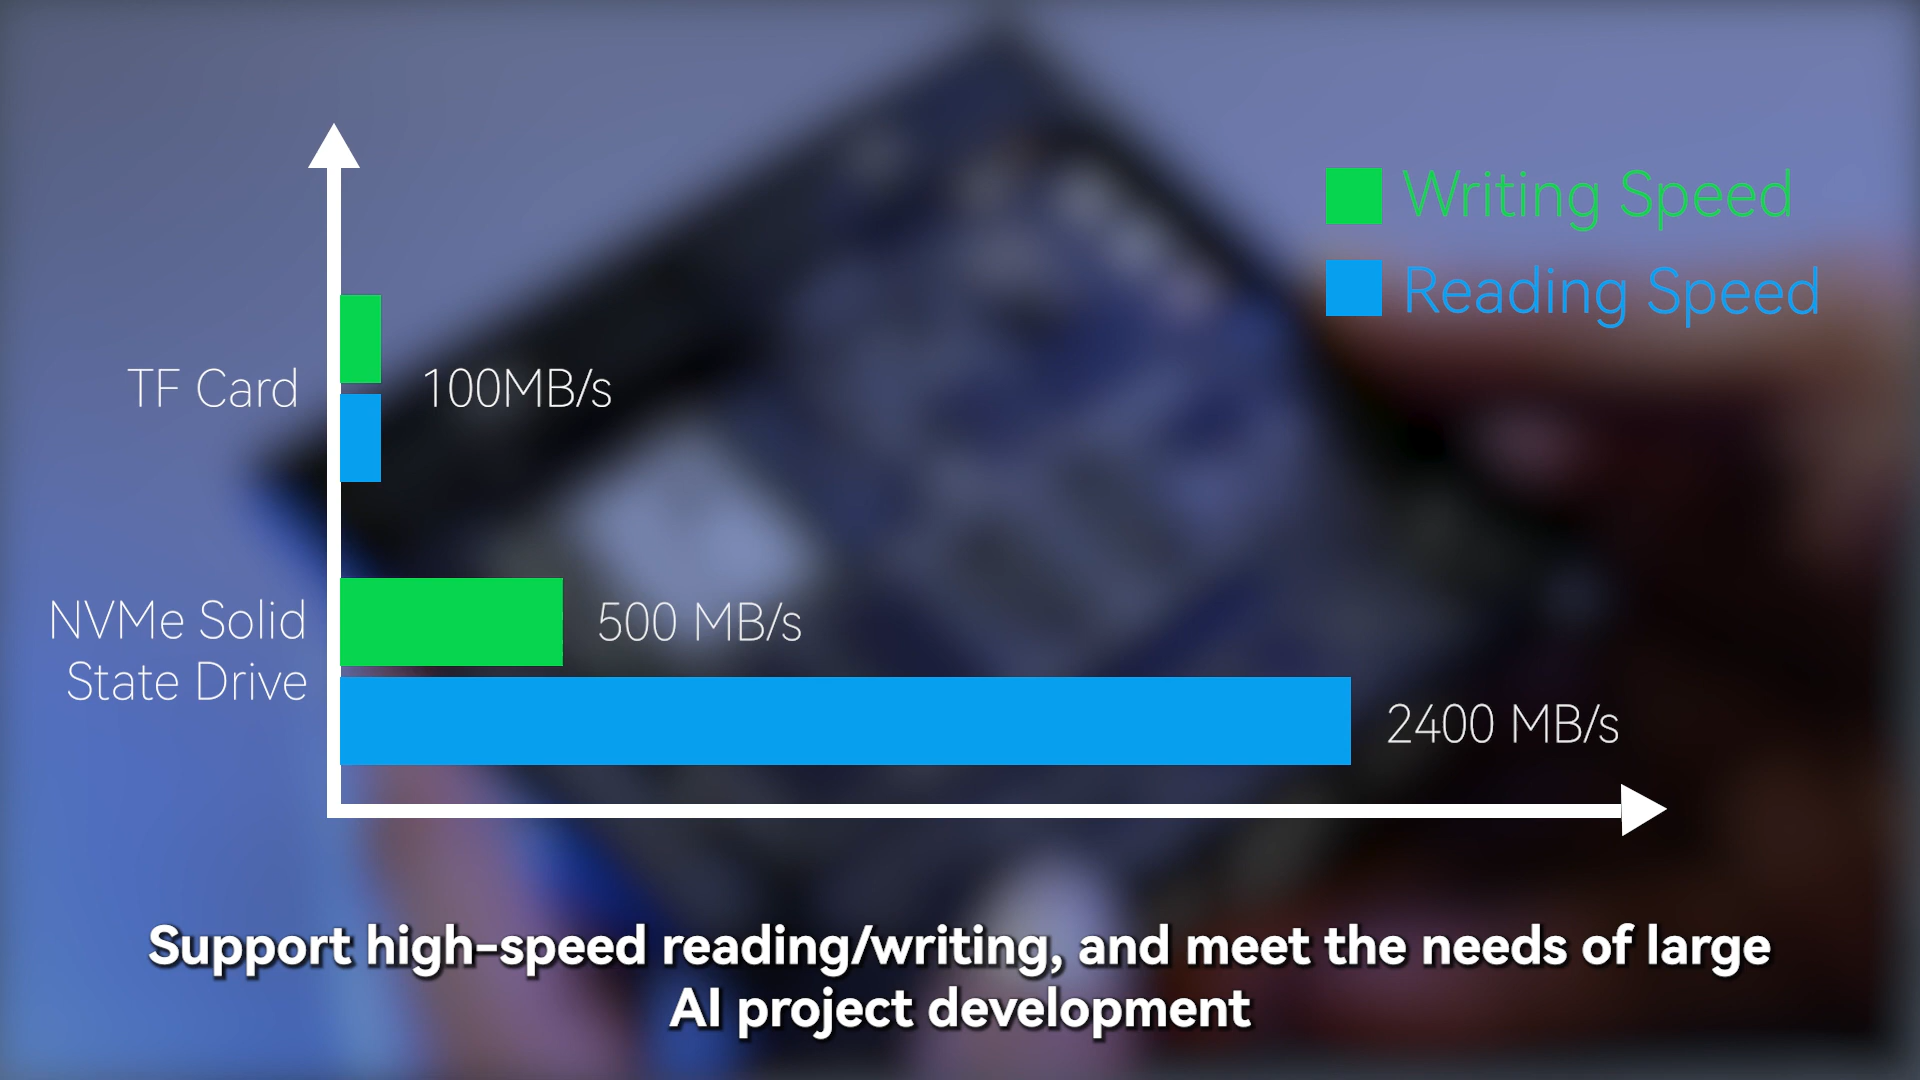 Writing Speed
Reading Speed
TF Card
100MB/s
NVMe Solid
State Drive
500 MB/s
2400 MB/s
Support high-speed reading/writing, and meet the needs of large
AI project development